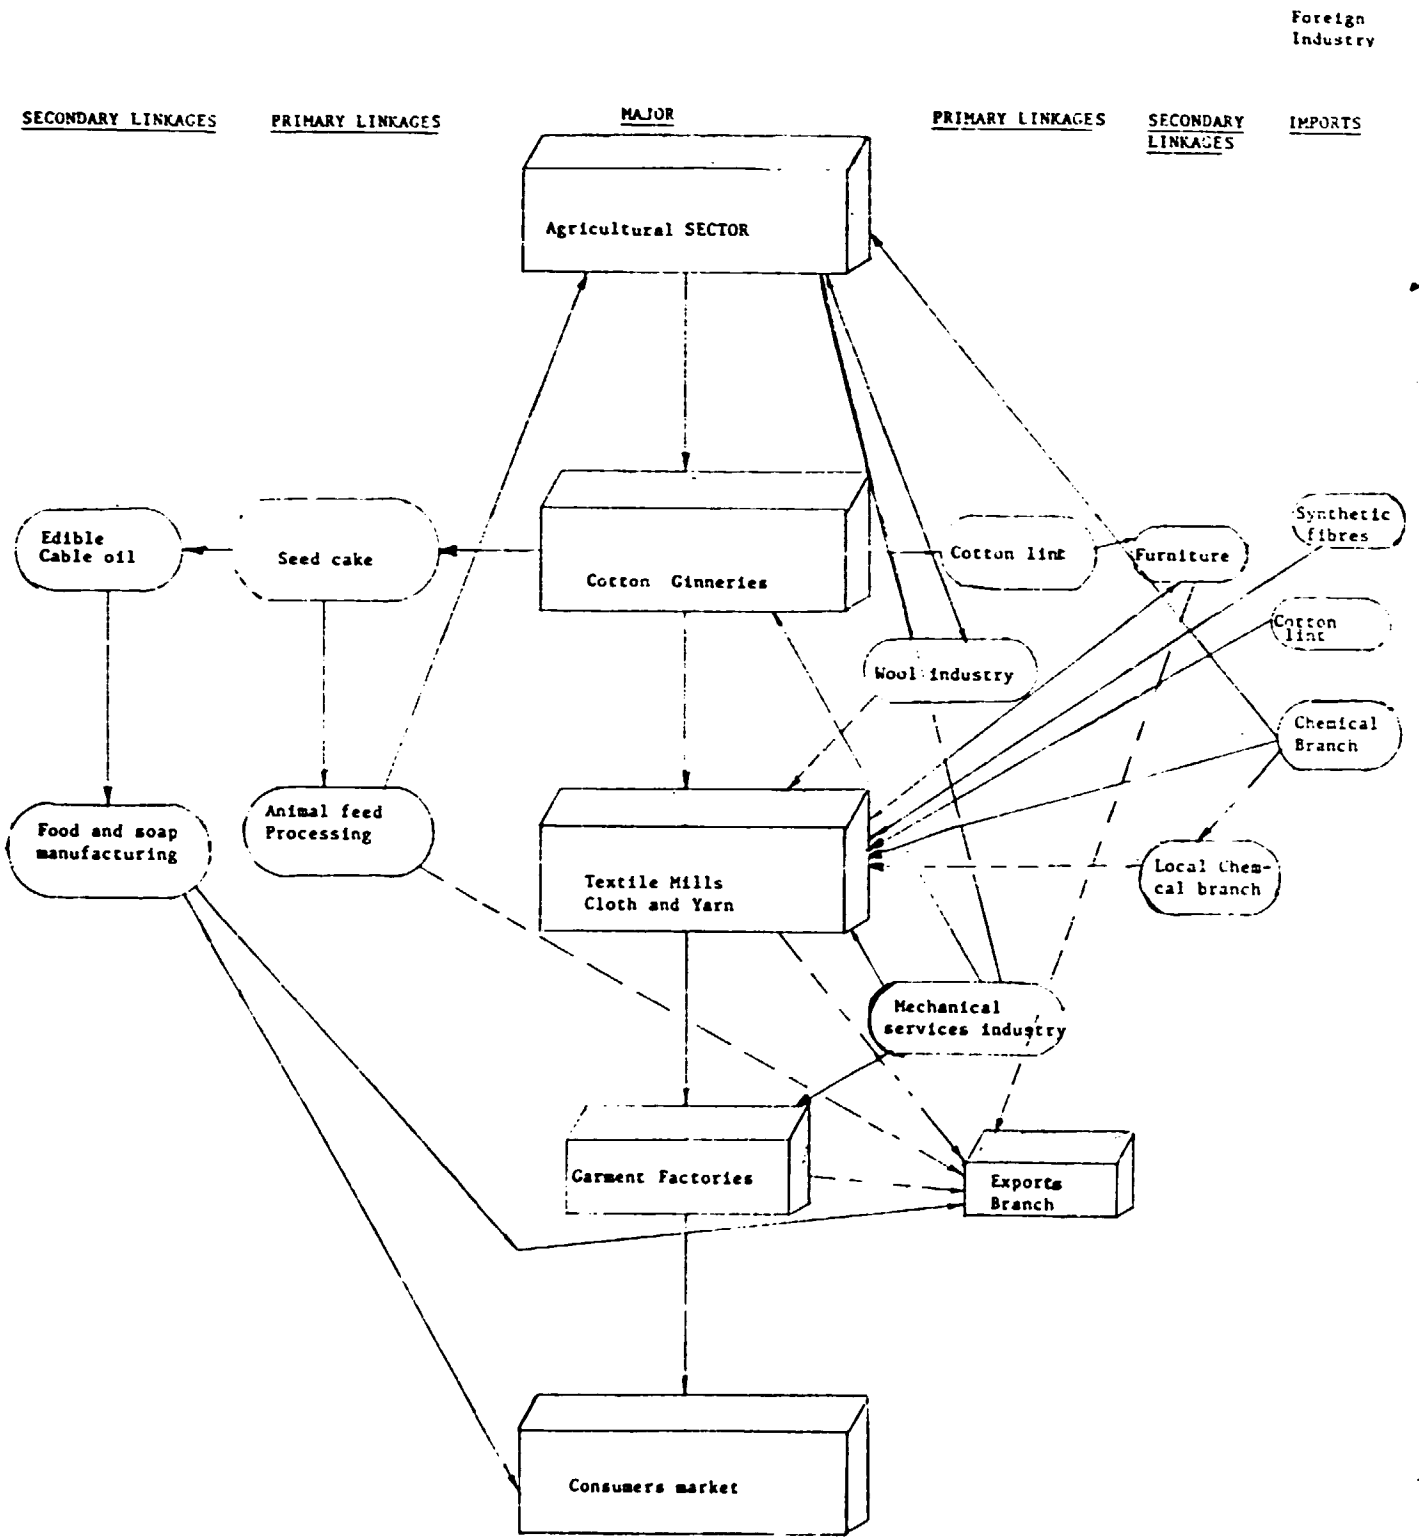 Foreign
Industry
SECONDARY LINKAGES
PRIMARY LINKAGES
MAJOR
PRIMARY LINKAGES
SECONDARY
LINKAGES
IMPORTS
Agricultural SECTOR
Edible
Cable oil
Seed cake
Cotton Ginneries
Cotton lint
Furniture
Synthetic
fibres
Cotton
lint
Wool industry
Chemical
Branch
Food and soap
manufacturing
Animal feed
Processing
Textile Mills
Cloth and Yarn
Local Chem-
cal branch
Mechanical
services industry
Garment Factories
Exports
Branch
Consumers market